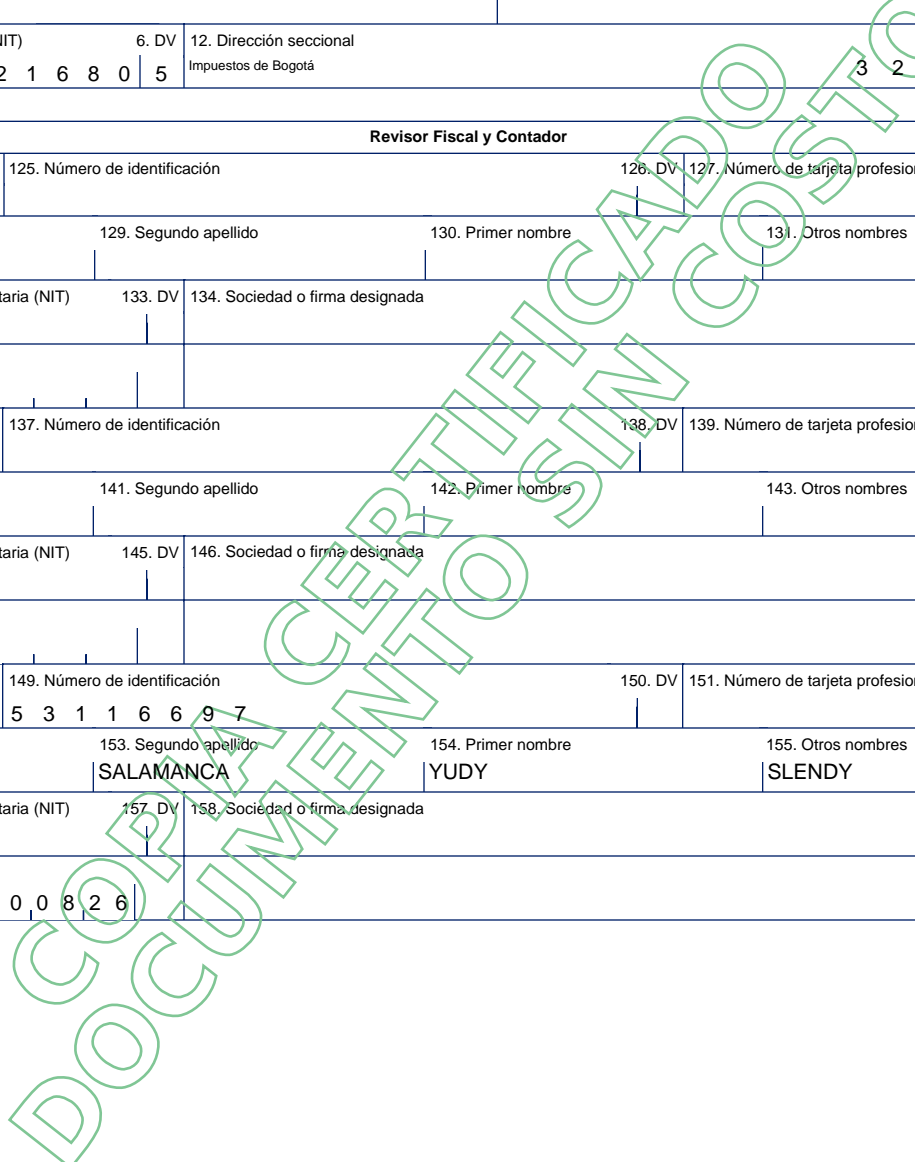 NIT) 6. DV 12. Dirección seccional
2 1 6 8 0 5 Impuestos de Bogotá 3 2
Revisor Fiscal y Contador
125. Número de identificación 126. DV 127. Número de tarjeta profesion
129. Segundo apellido 130. Primer nombre 131. Otros nombres
taria (NIT) 133. DV 134. Sociedad o firma designada
137. Número de identificación 138. DV 139. Número de tarjeta profesion
141. Segundo apellido 142. Primer nombre 143. Otros nombres
taria (NIT) 145. DV 146. Sociedad o firma designada
149. Número de identificación 150. DV 151. Número de tarjeta profesion
5 3 1 1 6 6 9 7
153. Segundo apellido 154. Primer nombre 155. Otros nombres
SALAMANCA YUDY SLENDY
taria (NIT) 157. DV 158. Sociedad o firma designada
0 0 8 2 6
COPIA CERTIFICADO
DOCUMENTO SIN COSTO